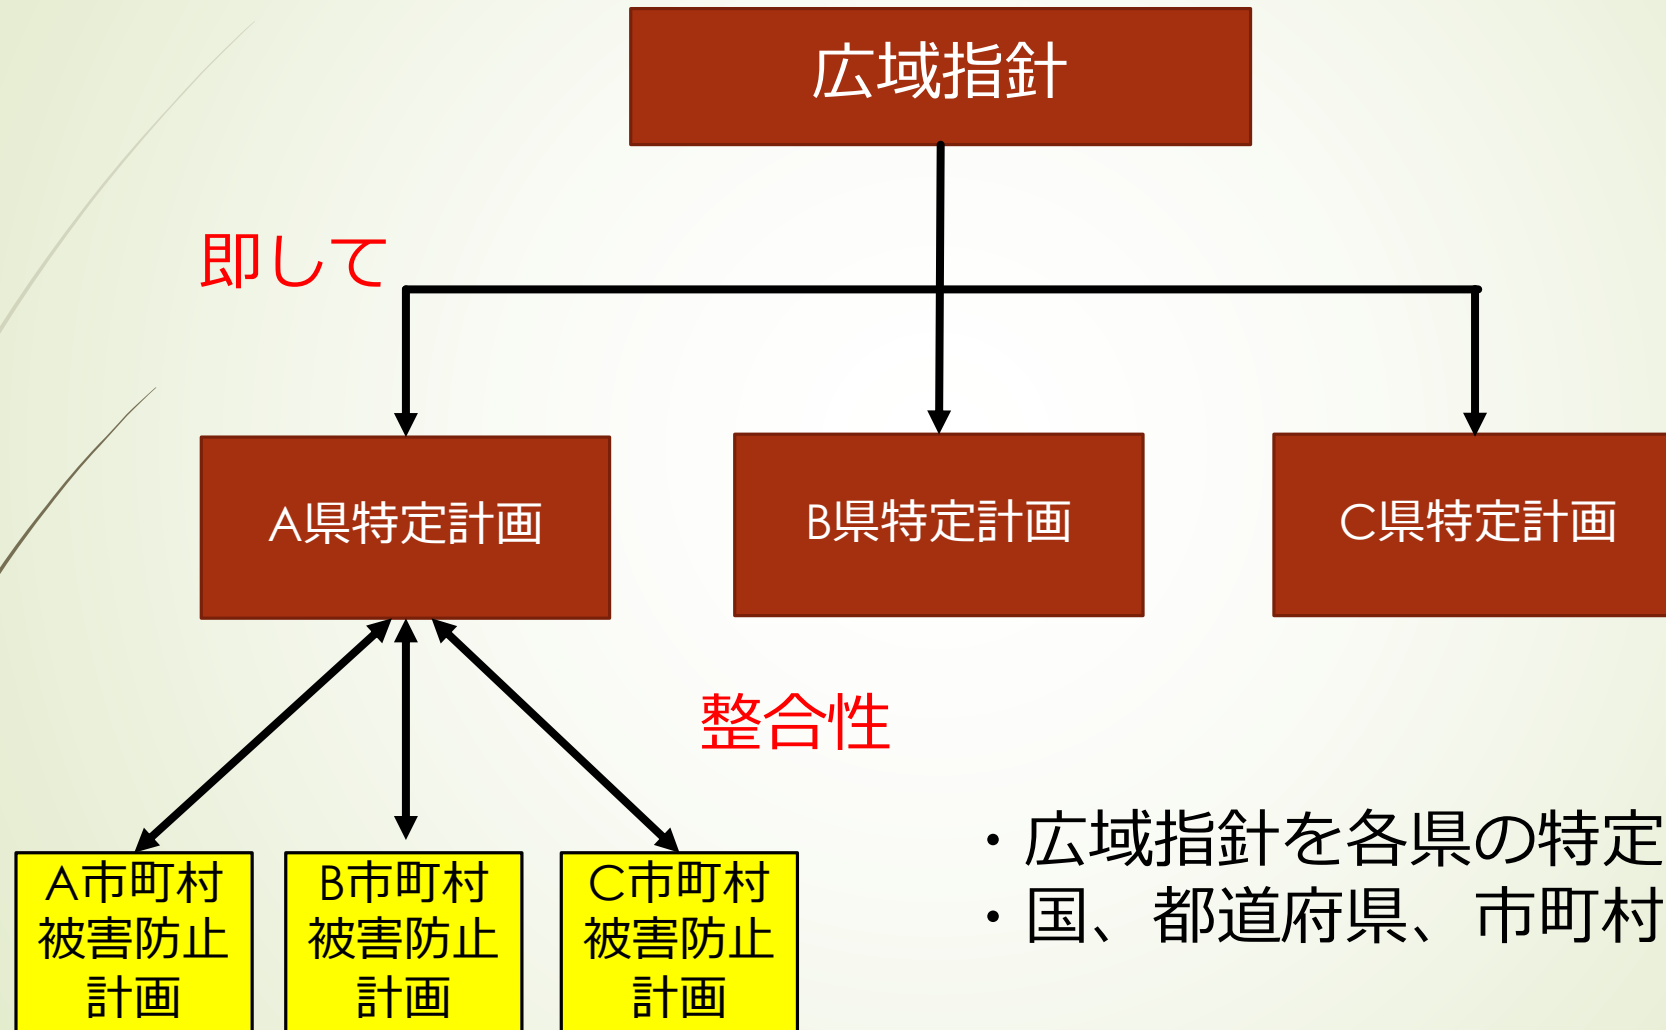 広域指針
即して
A県特定計画
B県特定計画
C県特定計画
整合性
・広域指針を各県の特定
・国、都道府県、市町村
A市町村
被害防止
計画
B市町村
被害防止
計画
C市町村
被害防止
計画